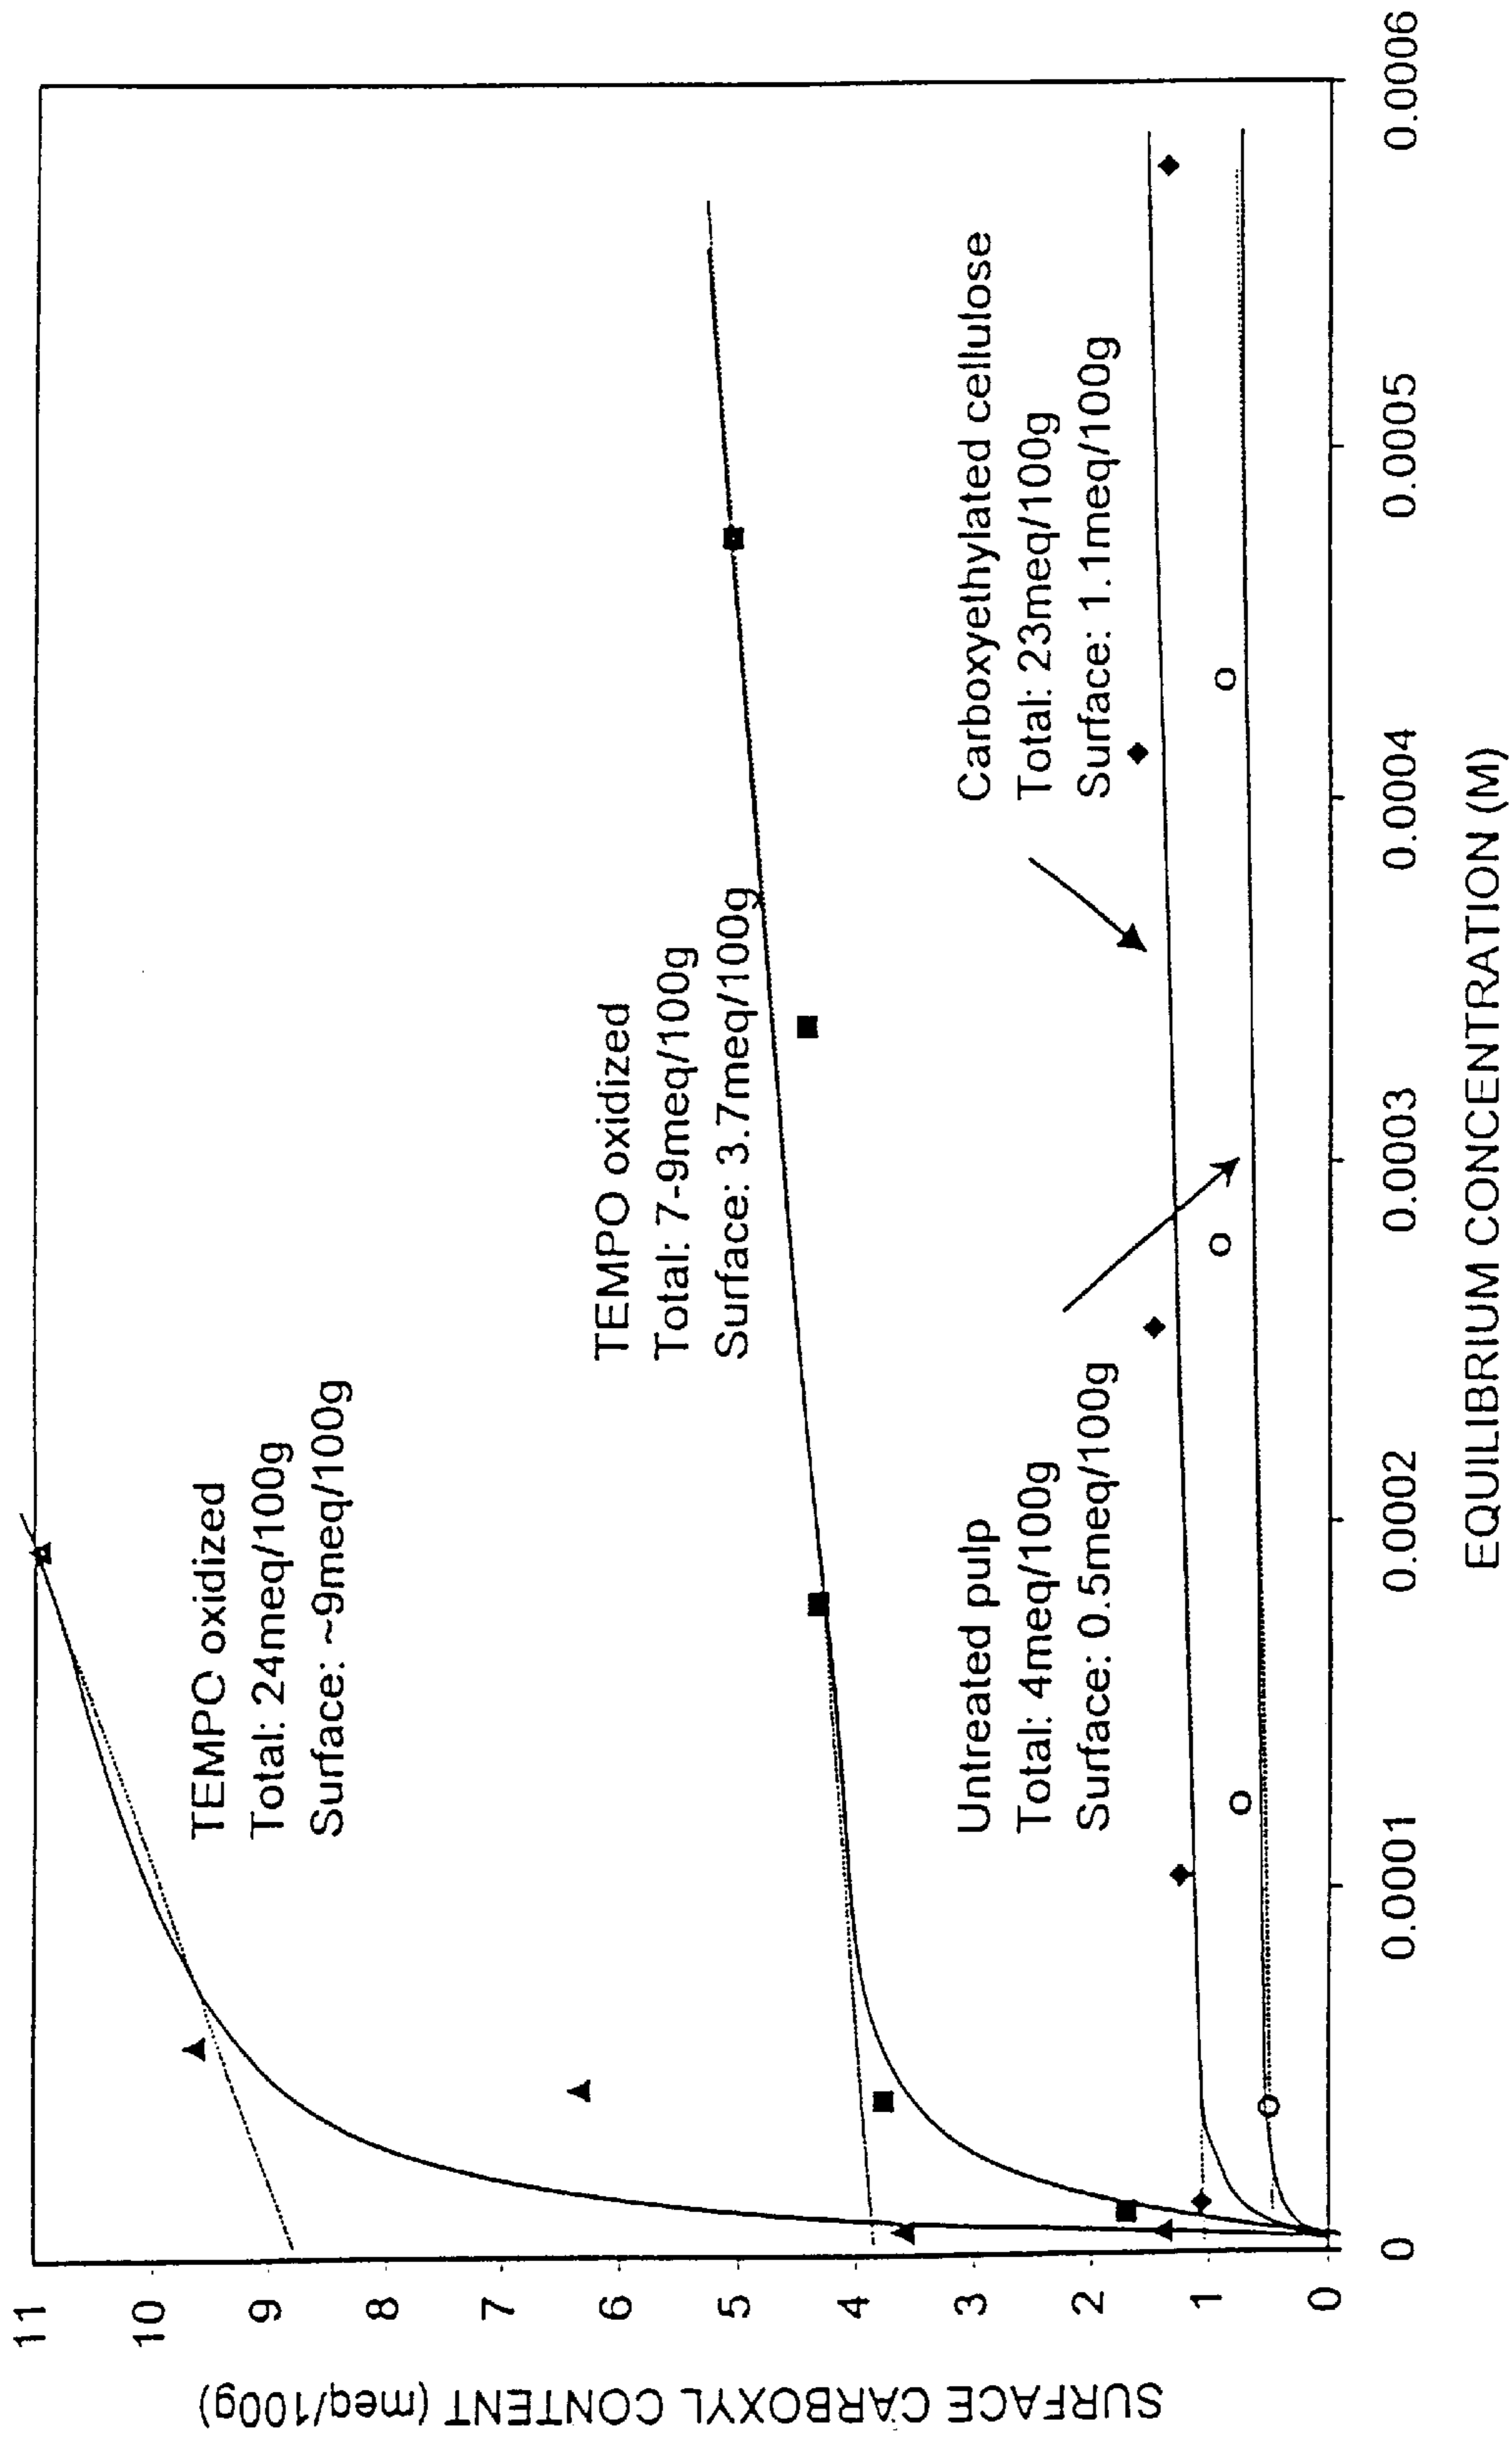 SURFACE CARBOXYL CONTENT (meq/100g)
11
10
9
8
7
6
5
4
3
2
1
0
TEMPO oxidized
Total: 24meq/100g
Surface: ~9meq/100g
TEMPO oxidized
Total: 7-9meq/100g
Surface: 3.7meq/100g
Untreated pulp
Total: 4meq/100g
Surface: 0.5meq/100g
Carboxyethylated cellulose
Total: 23meq/100g
Surface: 1.1meq/100g
0
0.0001
0.0002
0.0003
0.0004
0.0005
0.0006
EQUILIBRIUM CONCENTRATION (M)